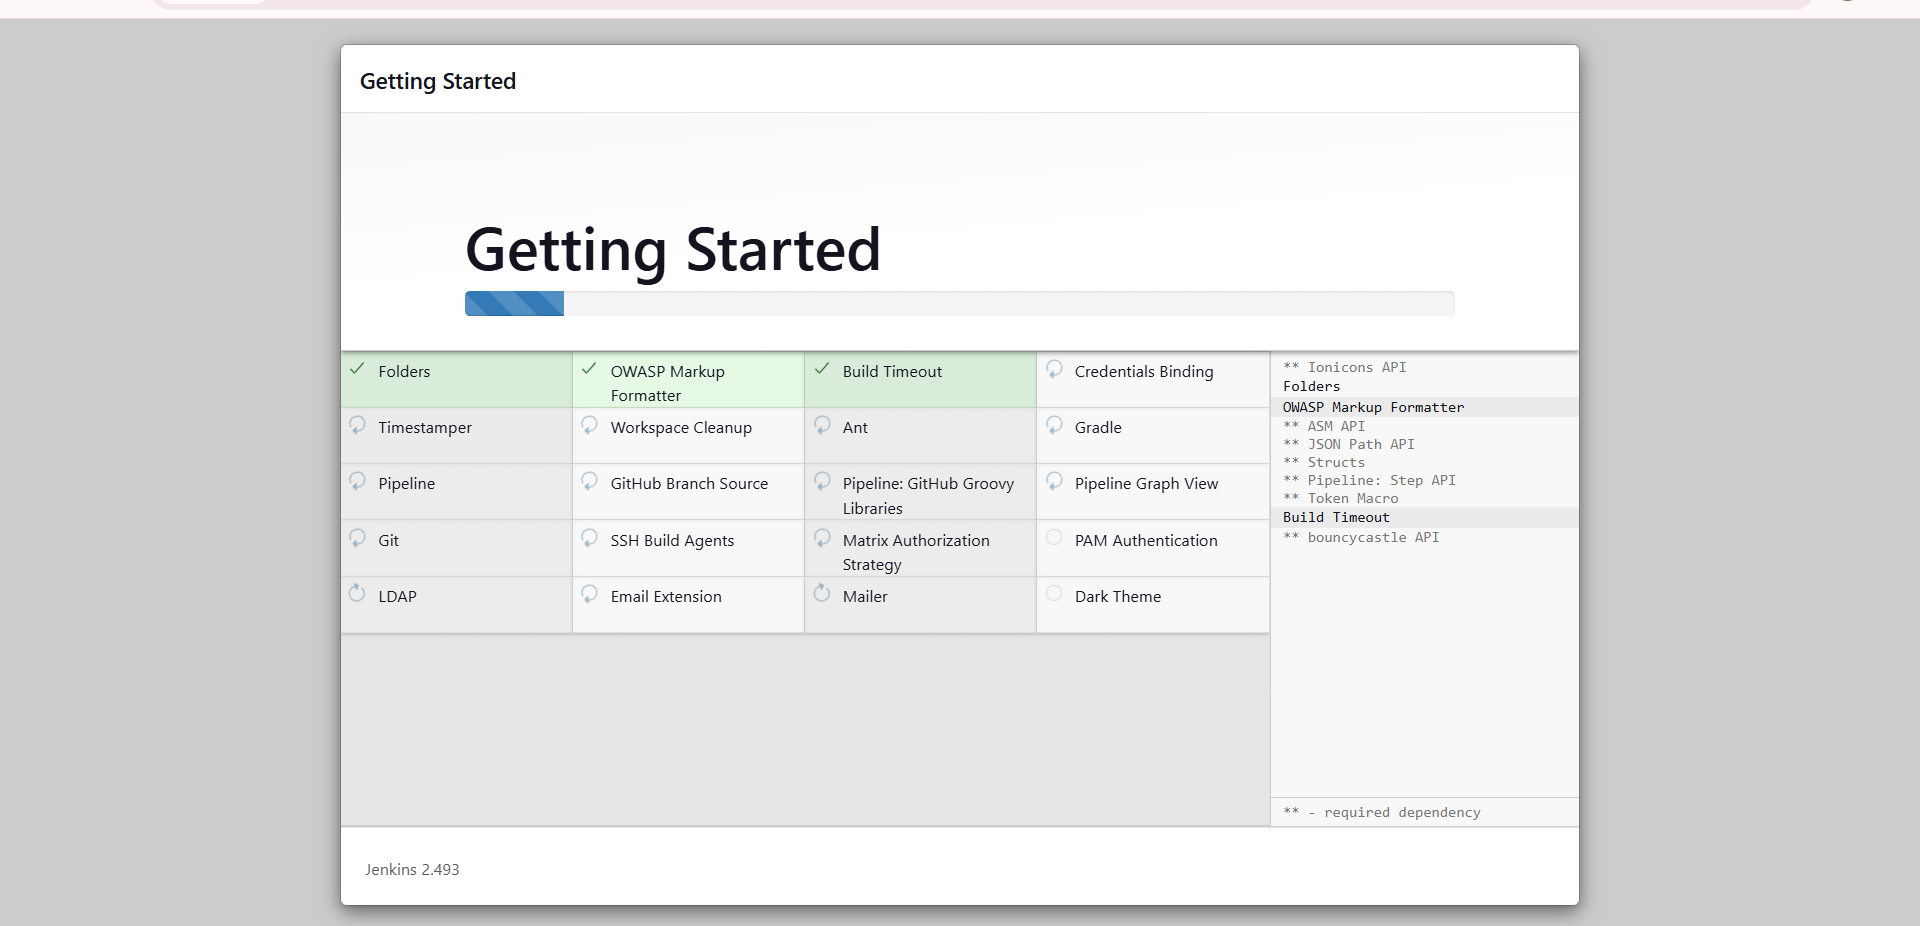 Getting Started
Getting Started
Folders
OWASP Markup
Formatter
Build Timeout
Credentials Binding
Timestamper
Workspace Cleanup
Ant
Gradle
Pipeline
GitHub Branch Source
Pipeline: GitHub Groovy
Libraries
Pipeline Graph View
Git
SSH Build Agents
Matrix Authorization
Strategy
PAM Authentication
LDAP
Email Extension
Mailer
Dark Theme
** Ionicons API
Folders
OWASP Markup Formatter
** ASM API
** JSON Path API
** Structs
** Pipeline: Step API
** Token Macro
Build Timeout
** bouncycastle API
** - required dependency
Jenkins 2.493